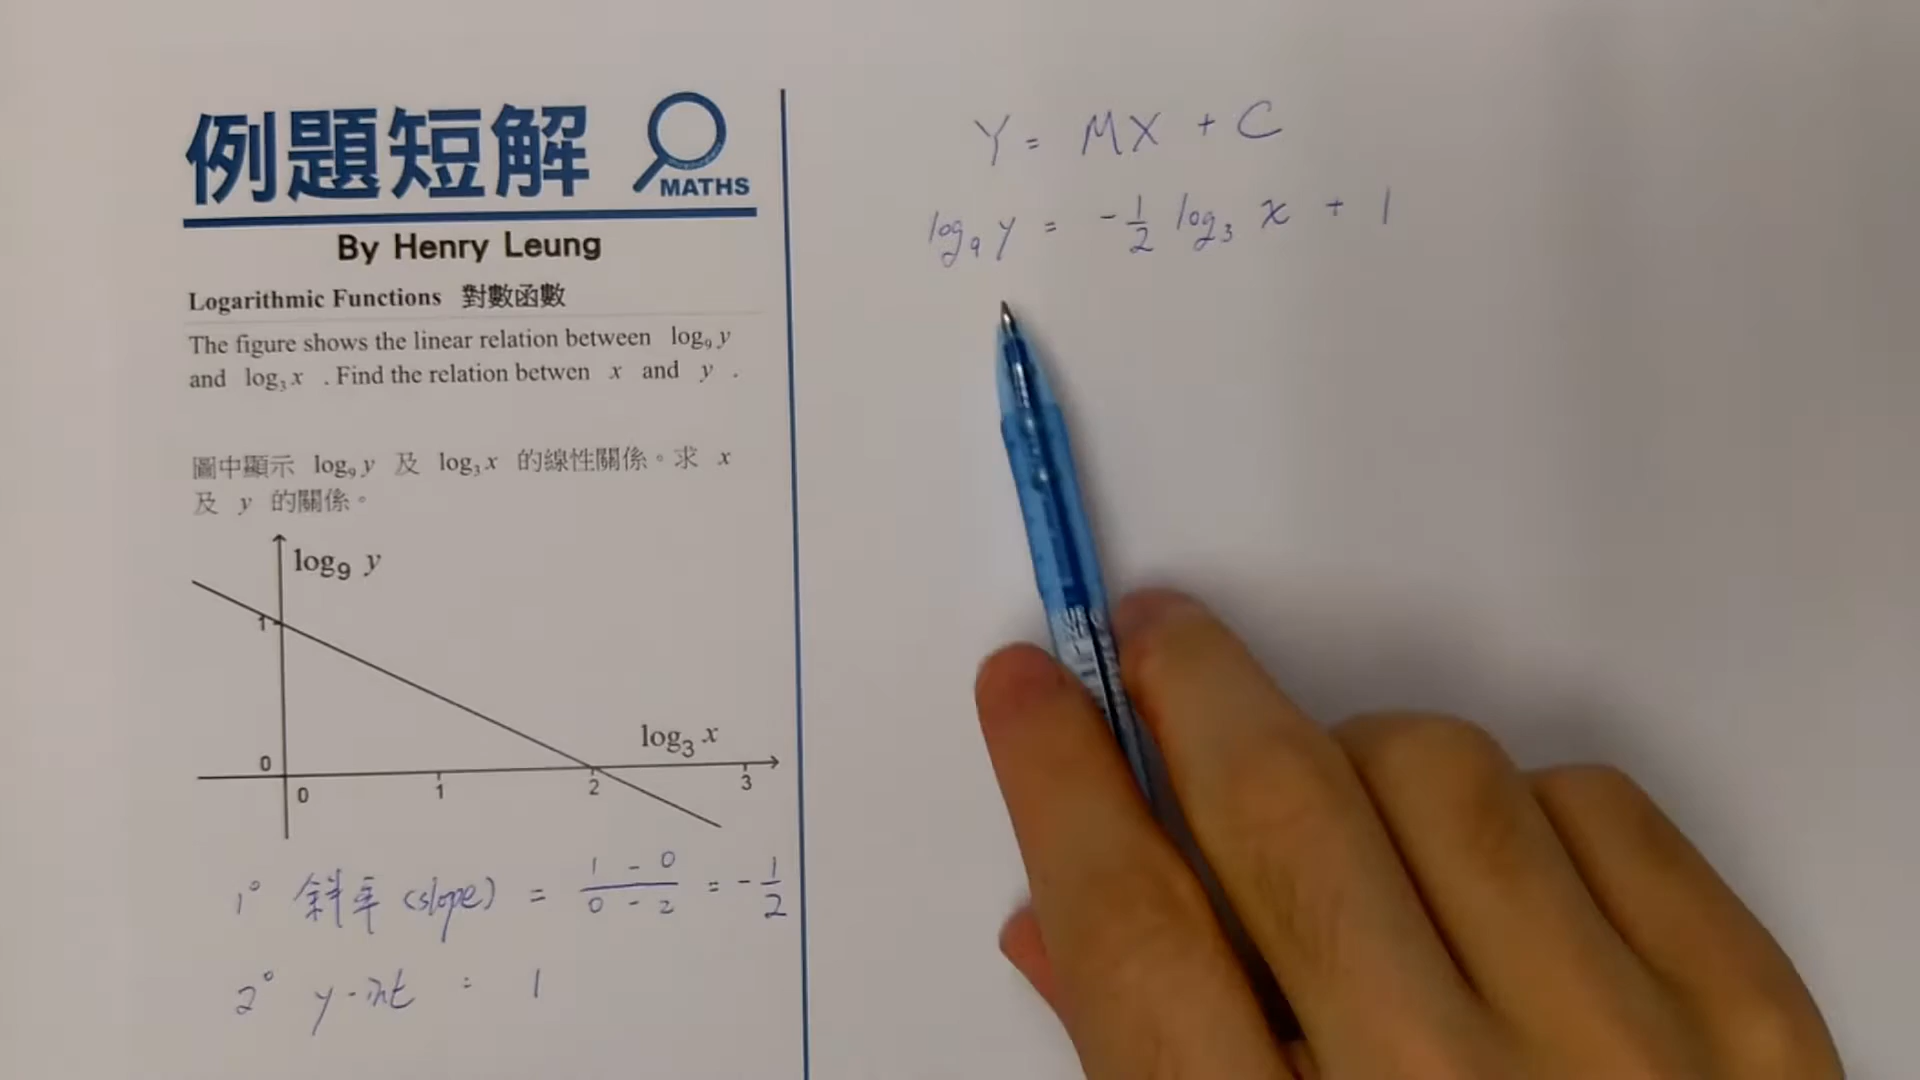 例題短解
MATHS
By Henry Leung
Logarithmic Functions 對數函數
The figure shows the linear relation between log₉ y
and log₃ x . Find the relation betwen x and y .
圖中顯示 log₉ y 及 log₃ x 的線性關係。求 x
及 y 的關係。
log₉ y
1
log₃ x
0
0 1 2 3
1° 斜率 (slope) = (1 - 0)/(0 - 2) = -1/2
2° y-int = 1
Y = MX + C
log₉ y = -1/2 log₃ x + 1